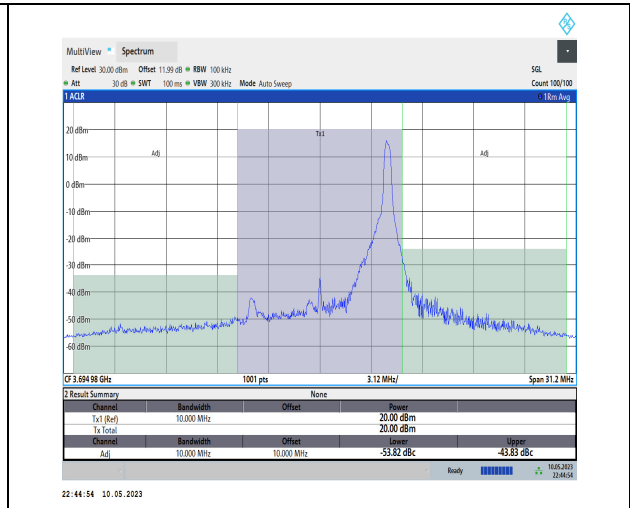 MultiView Spectrum
Ref Level 30.00 dBm Offset 11.99 dB RBW 100 kHz SGL
Att 30 dB SWT 100 ms VBW 300 kHz Mode Auto Sweep Count 100/100
1 ACLR 1Rm Avg
20 dBm
Tx1
10 dBm
Adj Adj
0 dBm
-10 dBm
-20 dBm
-30 dBm
-40 dBm
-50 dBm
-60 dBm
CF 3.694 98 GHz 1001 pts 3.12 MHz/ Span 31.2 MHz
2 Result Summary None
Channel Bandwidth Offset Power
Tx1 (Ref) 10.000 MHz 20.00 dBm
Tx Total 20.00 dBm
Channel Bandwidth Offset Lower Upper
Adj 10.000 MHz 10.000 MHz -53.82 dBc -43.83 dBc
Ready 10.05.2023
22:44:54
22:44:54 10.05.2023